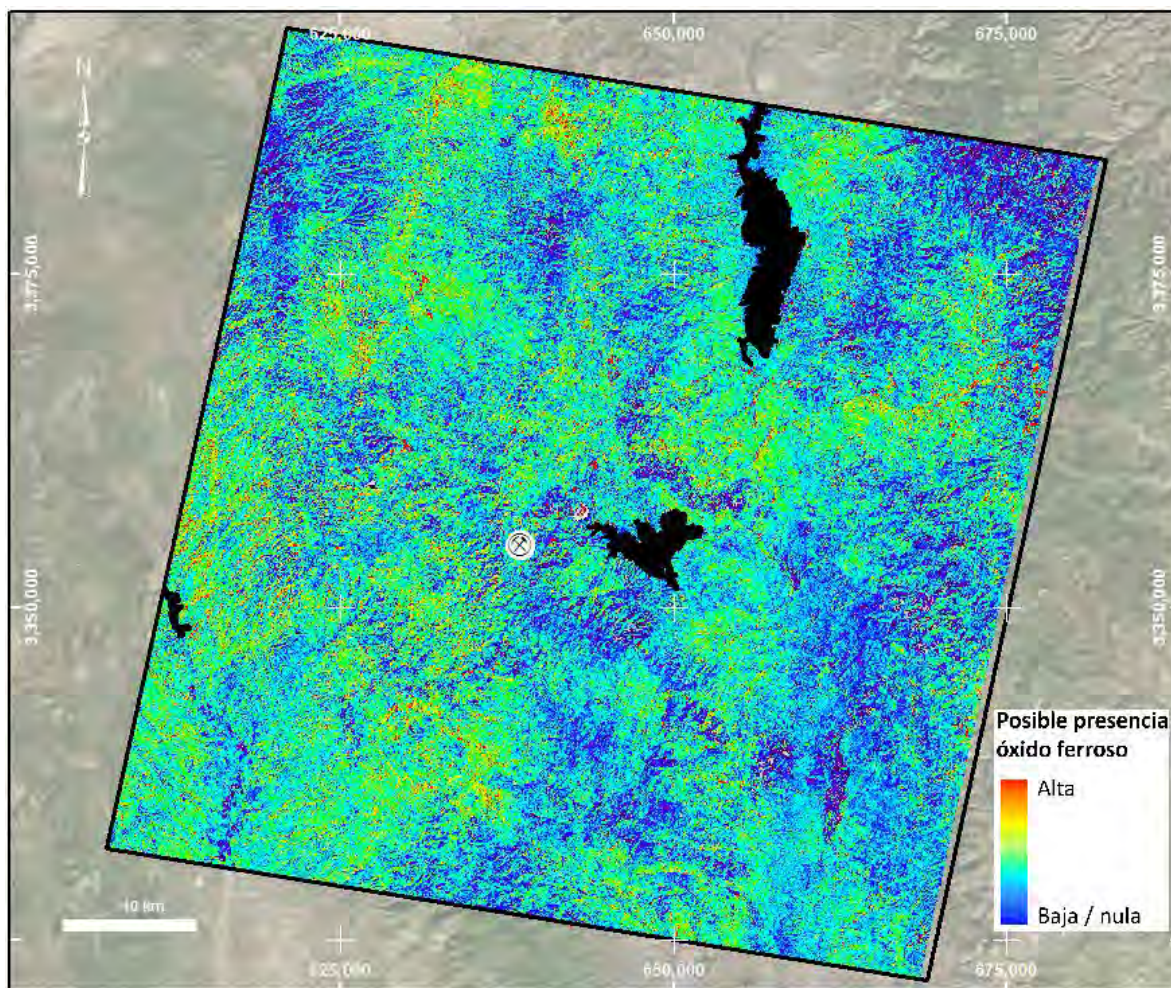 625,000
650,000
675,000
N
3,375,000
3,375,000
3,350,000
3,350,000
Posible presencia
óxido ferroso
Alta
Baja / nula
10 km
625,000
650,000
675,000